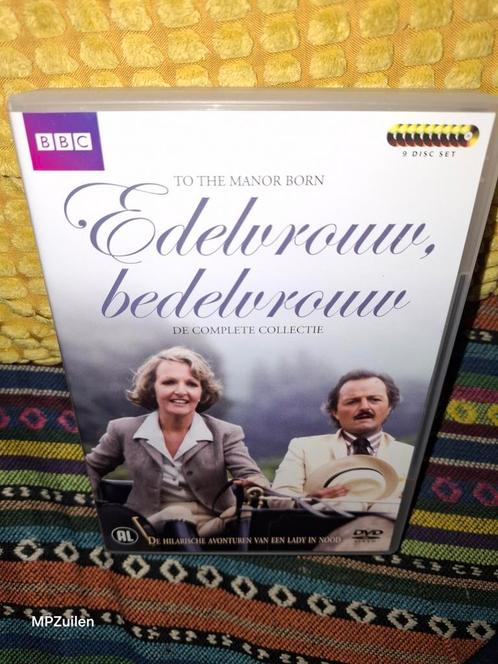 BBC
9 DISC SET
TO THE MANOR BORN
Edelvrouw,
bedelvrouw
DE COMPLETE COLLECTIE
AL
DE HILARISCHE AVONTUREN VAN EEN LADY IN NOOD
DVD
VIDEO
MPZuilen